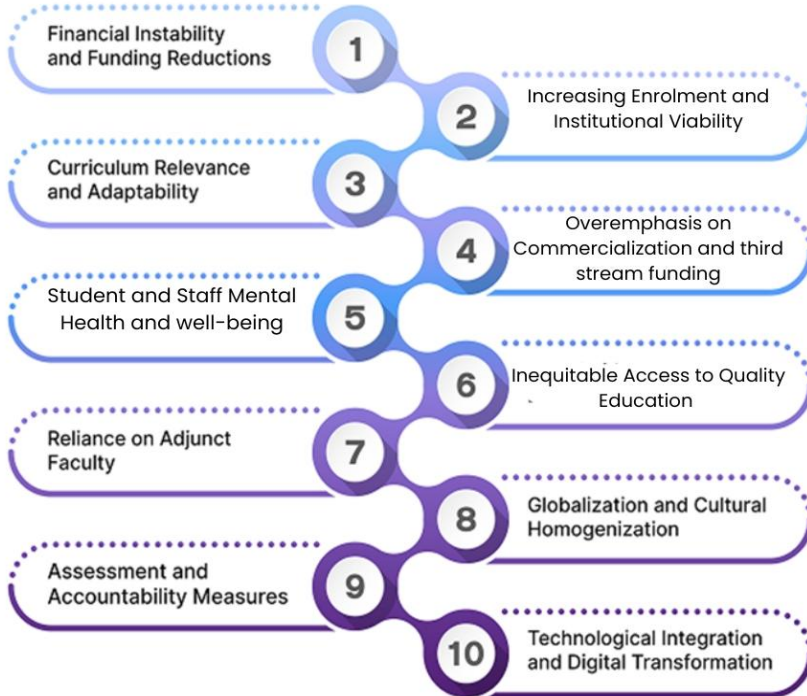 Financial Instability
and Funding Reductions
1
2
Increasing Enrolment and
Institutional Viability
Curriculum Relevance
and Adaptability
3
4
Overemphasis on
Commercialization and third
stream funding
Student and Staff Mental
Health and well-being
5
6
Inequitable Access to Quality
Education
Reliance on Adjunct
Faculty
7
8
Globalization and Cultural
Homogenization
Assessment and
Accountability Measures
9
10
Technological Integration
and Digital Transformation